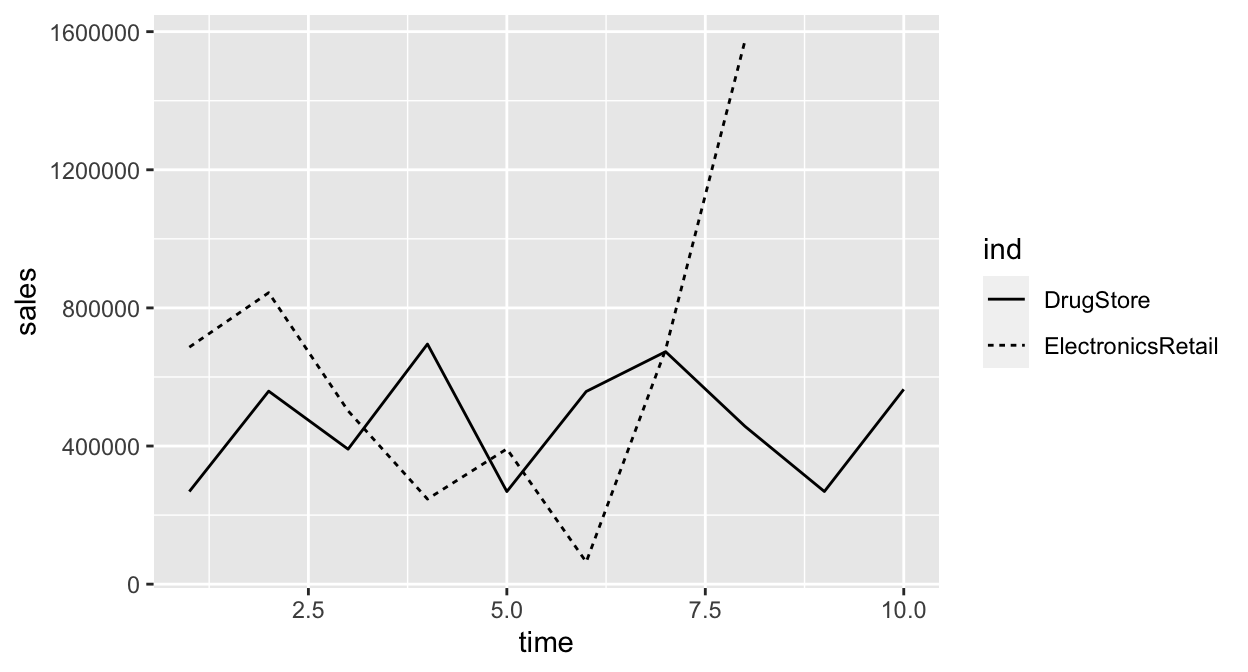 1600000
1200000
800000
400000
0
sales
2.5 5.0 7.5 10.0
time
ind
DrugStore
ElectronicsRetail